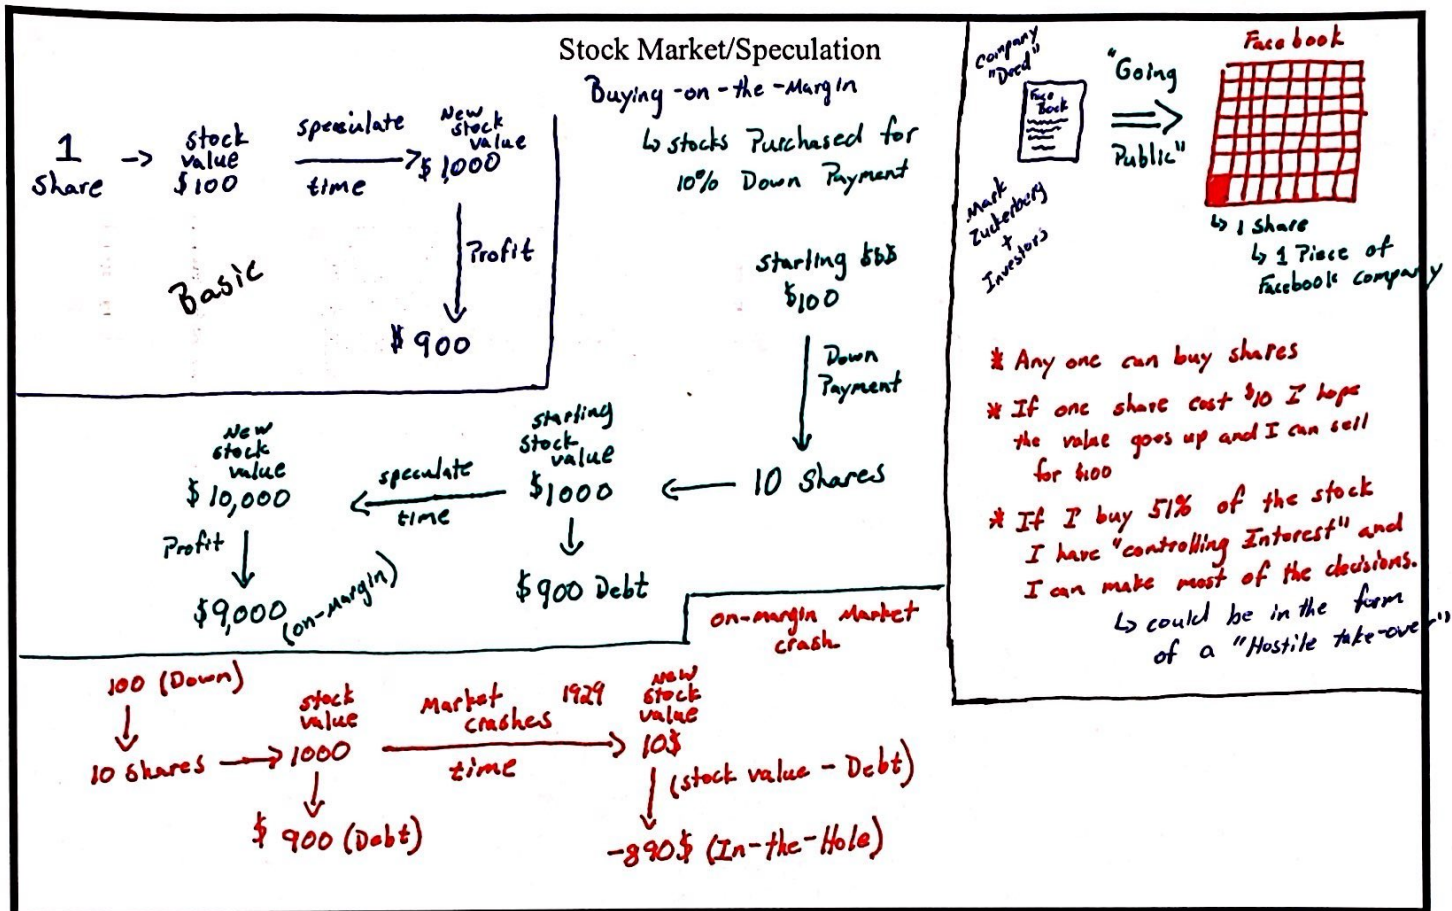 Stock Market/Speculation
1
Share
->
stock
value
$100
speculate
time
New
stock
value
$1,000
Profit
$900
Basic
Buying-on-the-Margin
↳ stocks Purchased for
10% Down Payment
starting $$$
$100
Down
Payment
10 Shares
starting
stock
value
$1000
$900 Debt
speculate
time
New
stock
value
$10,000
Profit
$9,000
(on-Margin)
on-margin Market
crash
100 (Down)
10 Shares
stock
value
1000
$ 900 (Debt)
Market
crashes
1929
time
New
stock
value
10$
(stock value - Debt)
-890$ (In-the-Hole)
Company
"Deed"
Face
Book
Mark
Zuckerberg
+
Investors
"Going
Public"
Facebook
↳ 1 Share
↳ 1 Piece of
Facebook company
* Any one can buy shares
* If one share cost $10 I hope
the value goes up and I can sell
for $100
* If I buy 51% of the stock
I have "controlling Interest" and
I can make most of the decisions.
↳ could be in the form
of a "Hostile take-over"